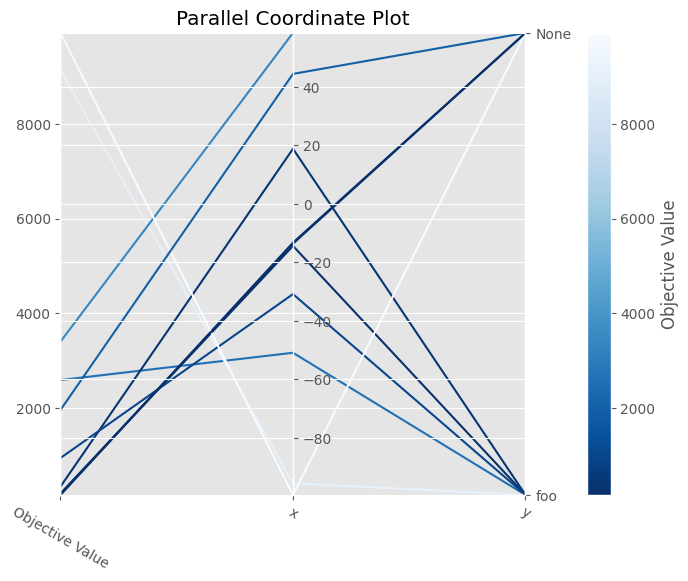 Parallel Coordinate Plot
8000
6000
4000
2000
40
20
0
−20
−40
−60
−80
None
foo
8000
6000
4000
2000
Objective Value
Objective Value
x
y